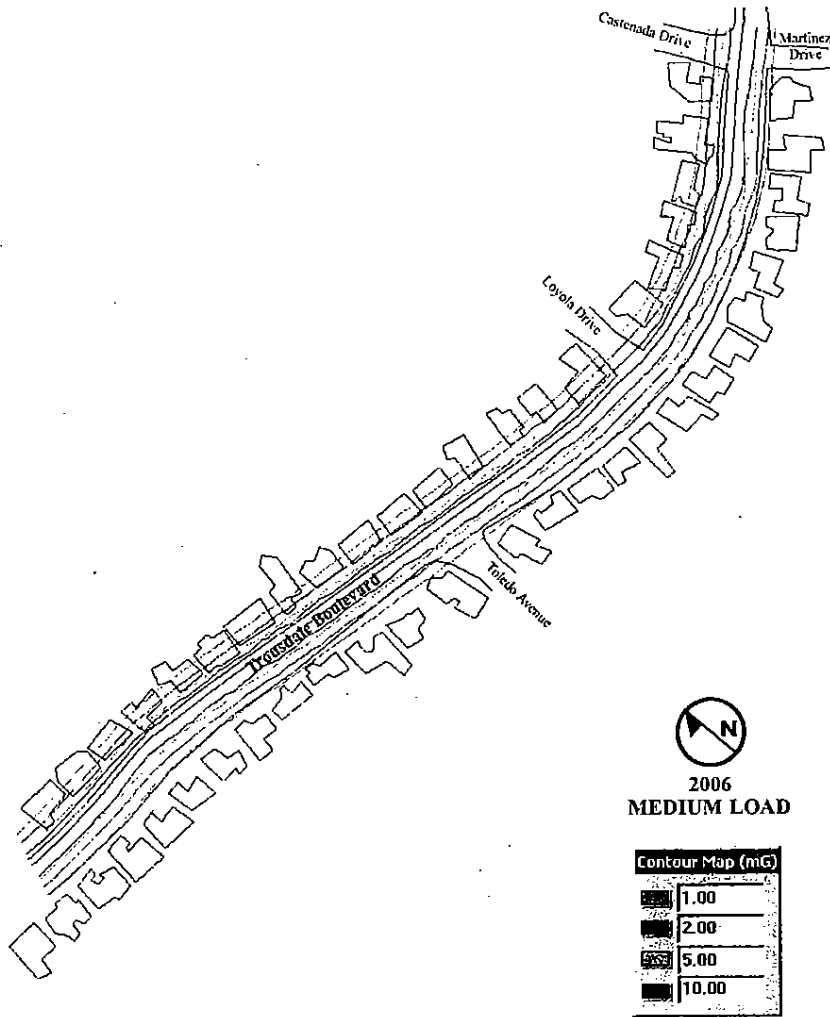 Castenada Drive
Martinez
Drive
Loyola Drive
Trousdale Boulevard
Toledo Avenue
N
2006
MEDIUM LOAD
Contour Map (mG)
1.00
2.00
5.00
10.00